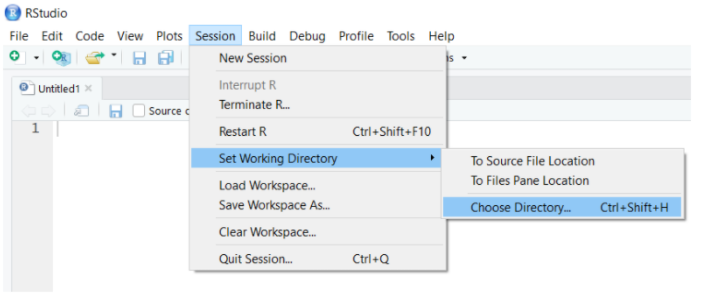 RStudio
File Edit Code View Plots Session Build Debug Profile Tools Help
New Session
Untitled1
Interrupt R
Terminate R...
Source
1
Restart R Ctrl+Shift+F10
Set Working Directory
To Source File Location
To Files Pane Location
Choose Directory... Ctrl+Shift+H
Load Workspace...
Save Workspace As...
Clear Workspace...
Quit Session... Ctrl+Q